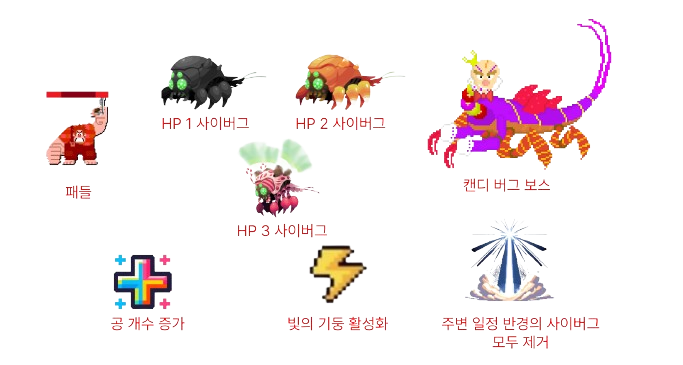 HP 1 사이버그
HP 2 사이버그
패들
캔디 버그 보스
HP 3 사이버그
공 개수 증가
빛의 기둥 활성화
주변 일정 반경의 사이버그
모두 제거